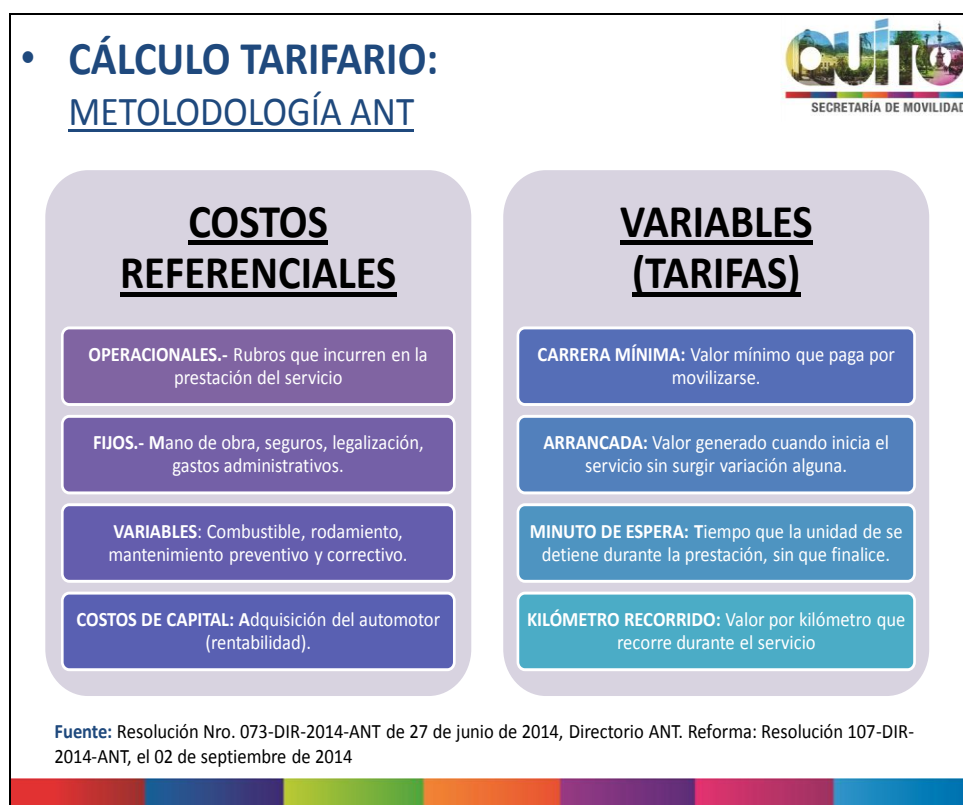 • CÁLCULO TARIFARIO:
METOLODOLOGÍA ANT
QUITO
SECRETARÍA DE MOVILIDAD
COSTOS
REFERENCIALES
OPERACIONALES.- Rubros que incurren en la
prestación del servicio
FIJOS.- Mano de obra, seguros, legalización,
gastos administrativos.
VARIABLES: Combustible, rodamiento,
mantenimiento preventivo y correctivo.
COSTOS DE CAPITAL: Adquisición del automotor
(rentabilidad).
VARIABLES
(TARIFAS)
CARRERA MÍNIMA: Valor mínimo que paga por
movilizarse.
ARRANCADA: Valor generado cuando inicia el
servicio sin surgir variación alguna.
MINUTO DE ESPERA: Tiempo que la unidad de se
detiene durante la prestación, sin que finalice.
KILÓMETRO RECORRIDO: Valor por kilómetro que
recorre durante el servicio
Fuente: Resolución Nro. 073-DIR-2014-ANT de 27 de junio de 2014, Directorio ANT. Reforma: Resolución 107-DIR-
2014-ANT, el 02 de septiembre de 2014